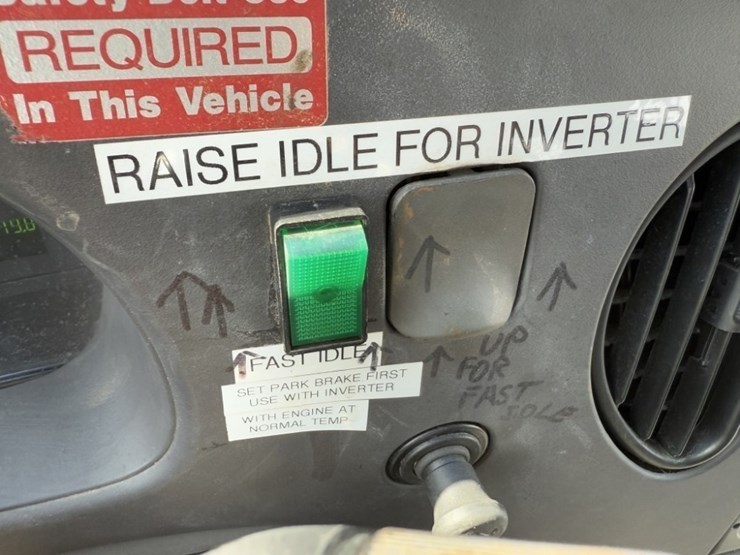 REQUIRED
In This Vehicle
RAISE IDLE FOR INVERTER
FAST IDLE
SET PARK BRAKE FIRST
USE WITH INVERTER
WITH ENGINE AT
NORMAL TEMP
UP
FOR
FAST
IDLE